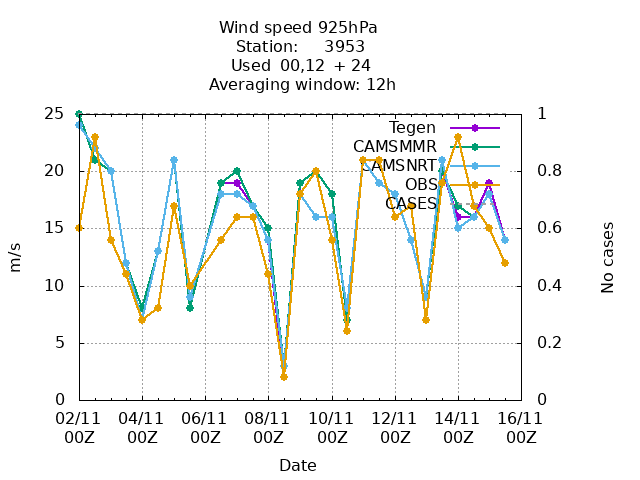 Wind speed 925hPa
Station: 3953
Used 00,12 + 24
Averaging window: 12h
25 1
Tegen
CAMSMMR
20 CAMSNRT 0.8
OBS
CASES
15 0.6
m/s No cases
10 0.4
5 0.2
0 0
02/11 04/11 06/11 08/11 10/11 12/11 14/11 16/11
00Z 00Z 00Z 00Z 00Z 00Z 00Z 00Z
Date